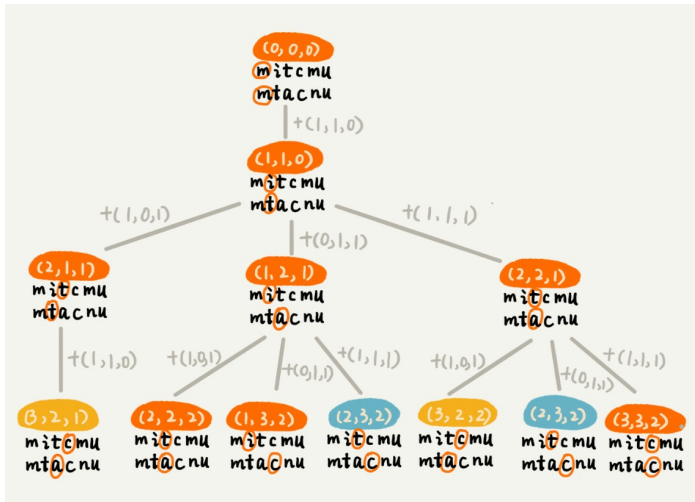 (0,0,0)
mitcmu
mtacnu
+(1,1,0)
(1,1,0)
mitcmu
mtacnu
+(1,0,1)
+(0,1,1)
+(1,1,1)
(2,1,1)
mitcmu
mtacnu
(1,2,1)
mitcmu
mtacnu
(2,2,1)
mitcmu
mtacnu
+(1,1,0)
+(1,0,1)
+(0,1,1)
+(1,1,1)
+(1,0,1)
+(0,1,1)
+(1,1,1)
(3,2,1)
mitcmu
mtacnu
(2,2,2)
mitcmu
mtacnu
(1,3,2)
mitcmu
mtacnu
(2,3,2)
mitcmu
mtacnu
(3,2,2)
mitcmu
mtacnu
(2,3,2)
mitcmu
mtacnu
(3,3,2)
mitcmu
mtacnu